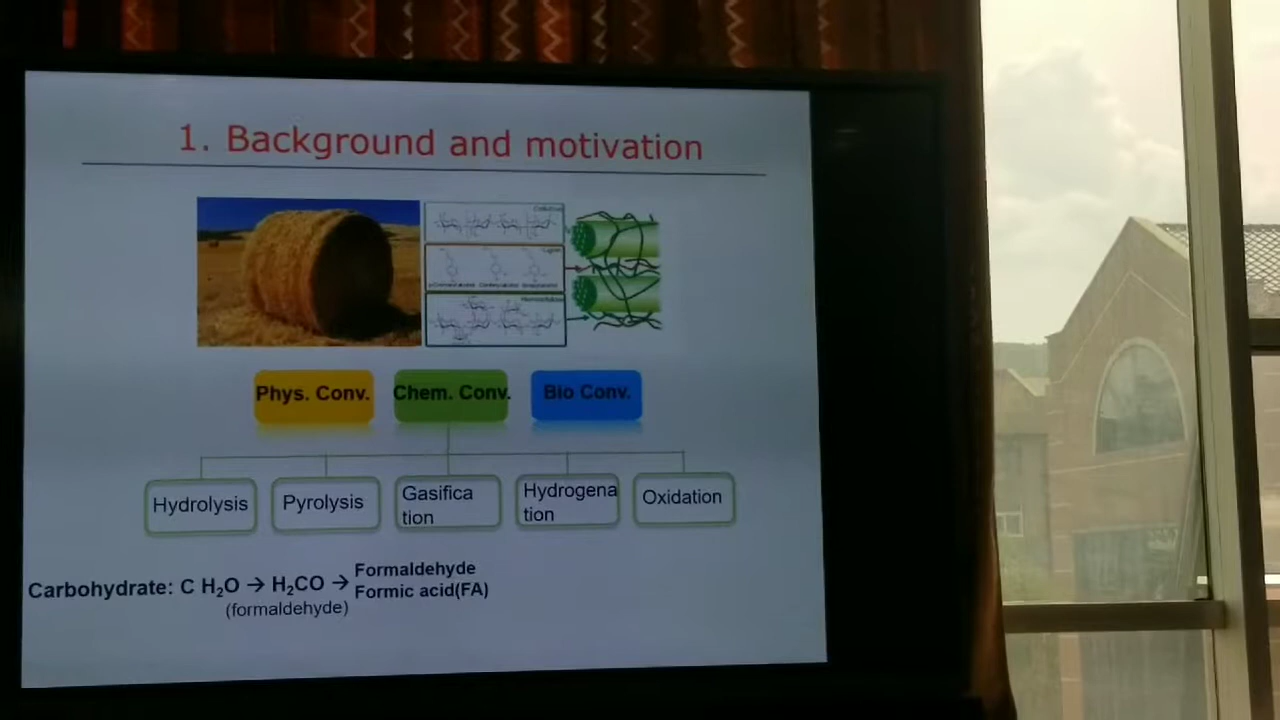 1. Background and motivation
Phys. Conv.
Chem. Conv.
Bio Conv.
Hydrolysis
Pyrolysis
Gasifica
tion
Hydrogena
tion
Oxidation
Carbohydrate: C H₂O → H₂CO →
(formaldehyde)
Formaldehyde
Formic acid(FA)